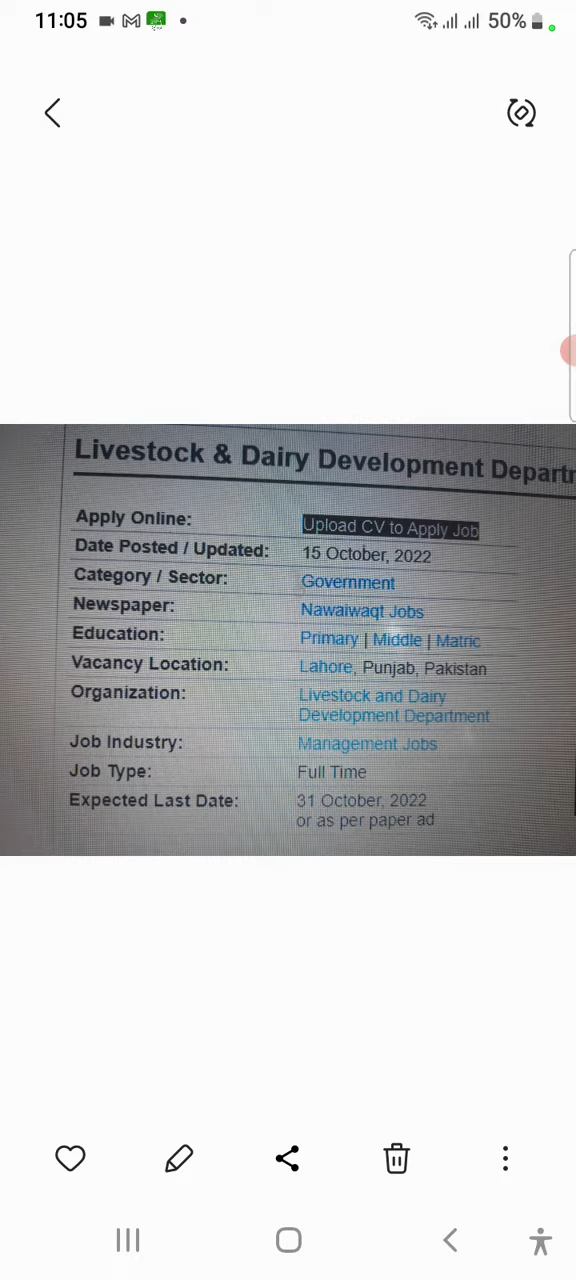 11:05
50%
Livestock & Dairy Development Departr
Apply Online: Upload CV to Apply Job
Date Posted / Updated: 15 October, 2022
Category / Sector: Government
Newspaper: Nawaiwaqt Jobs
Education: Primary | Middle | Matric
Vacancy Location: Lahore, Punjab, Pakistan
Organization: Livestock and Dairy
Development Department
Job Industry: Management Jobs
Job Type: Full Time
Expected Last Date: 31 October, 2022
or as per paper ad